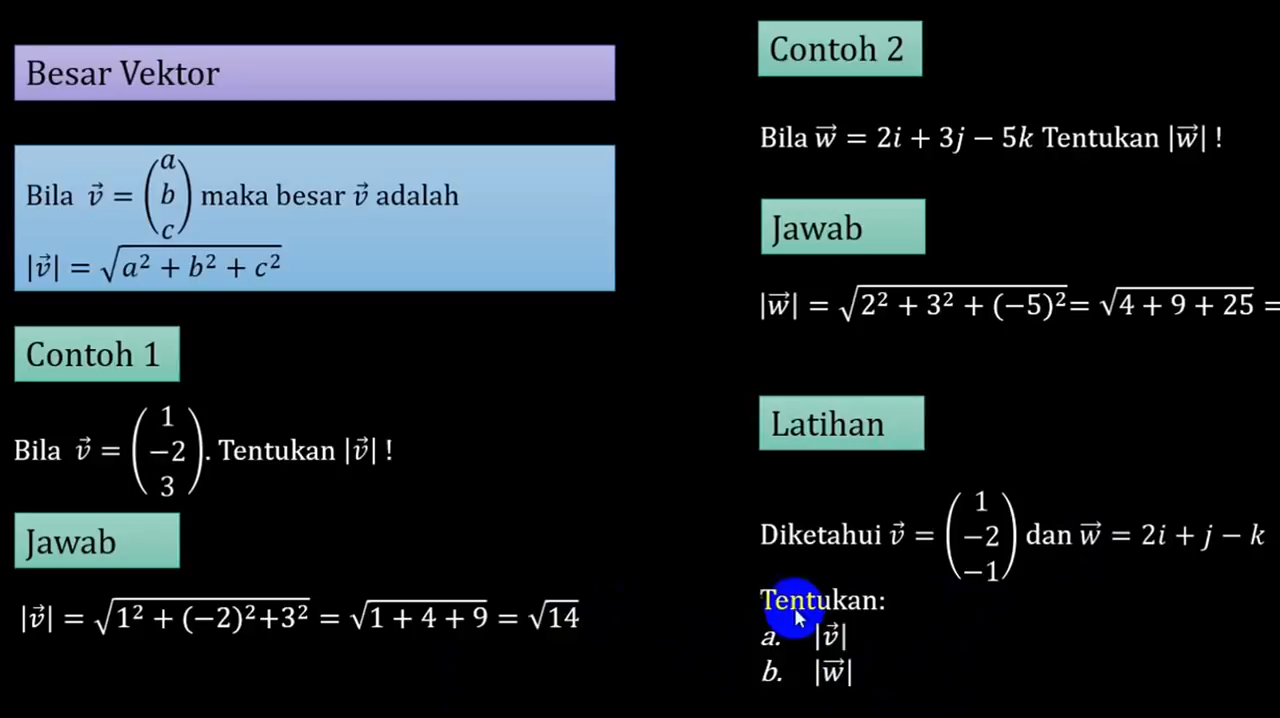 Besar Vektor
Bila v⃗ = (a b c) maka besar v⃗ adalah
|v⃗| = √(a² + b² + c²)
Contoh 1
Bila v⃗ = (1 −2 3). Tentukan |v⃗| !
Jawab
|v⃗| = √(1² + (−2)²+3²) = √(1 + 4 + 9) = √14
Contoh 2
Bila w⃗ = 2i + 3j − 5k Tentukan |w⃗| !
Jawab
|w⃗| = √(2² + 3² + (−5)²)= √(4 + 9 + 25) =
Latihan
Diketahui v⃗ = (1 −2 −1) dan w⃗ = 2i + j − k
Tentukan:
a. |v⃗|
b. |w⃗|